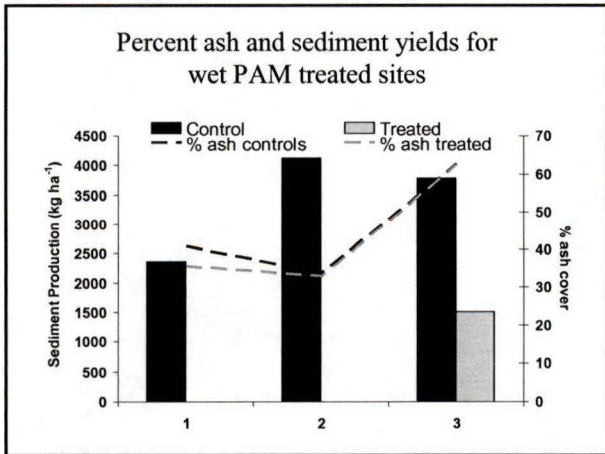 Percent ash and sediment yields for
wet PAM treated sites
Control Treated
% ash controls % ash treated
Sediment Production (kg ha⁻¹)
4500
4000
3500
3000
2500
2000
1500
1000
500
0
70
60
50
40
30
20
10
0
% ash cover
1 2 3